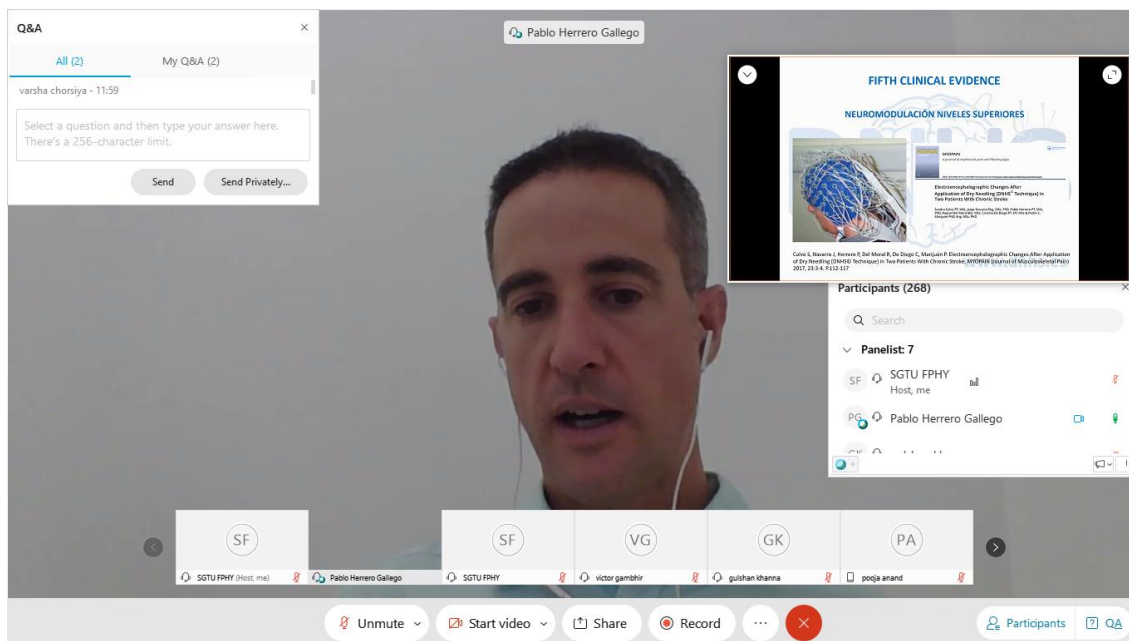 Q&A
All (2)
My Q&A (2)
varsha chorsiya - 11:59
Select a question and then type your answer here.
There's a 256-character limit.
Send
Send Privately...
Pablo Herrero Gallego
FIFTH CLINICAL EVIDENCE
NEUROMODULACIÓN NIVELES SUPERIORES
MYOPAIN
Electroencephalographic Changes After
Application of Dry Needling [DNHS® Technique] in
Two Patients With Chronic Stroke
Calvo S, Navarro J, Herrero P, Del Moral R, De Diego C, Marijuán P. Electroencephalographic Changes After Application
of Dry Needling [DNHS© Technique] in Two Patients With Chronic Stroke. MYOPAIN (Journal of Musculoskeletal Pain)
2017, 23:3-4. P.112-117
Participants (268)
Search
Panelist: 7
SF
SGTU FPHY
Host, me
PG
Pablo Herrero Gallego
SF
SF
VG
GK
PA
SGTU FPHY (Host, me)
Pablo Herrero Gallego
SGTU FPHY
victor gambhir
gulshan khanna
pooja anand
Unmute
Start video
Share
Record
Participants
QA